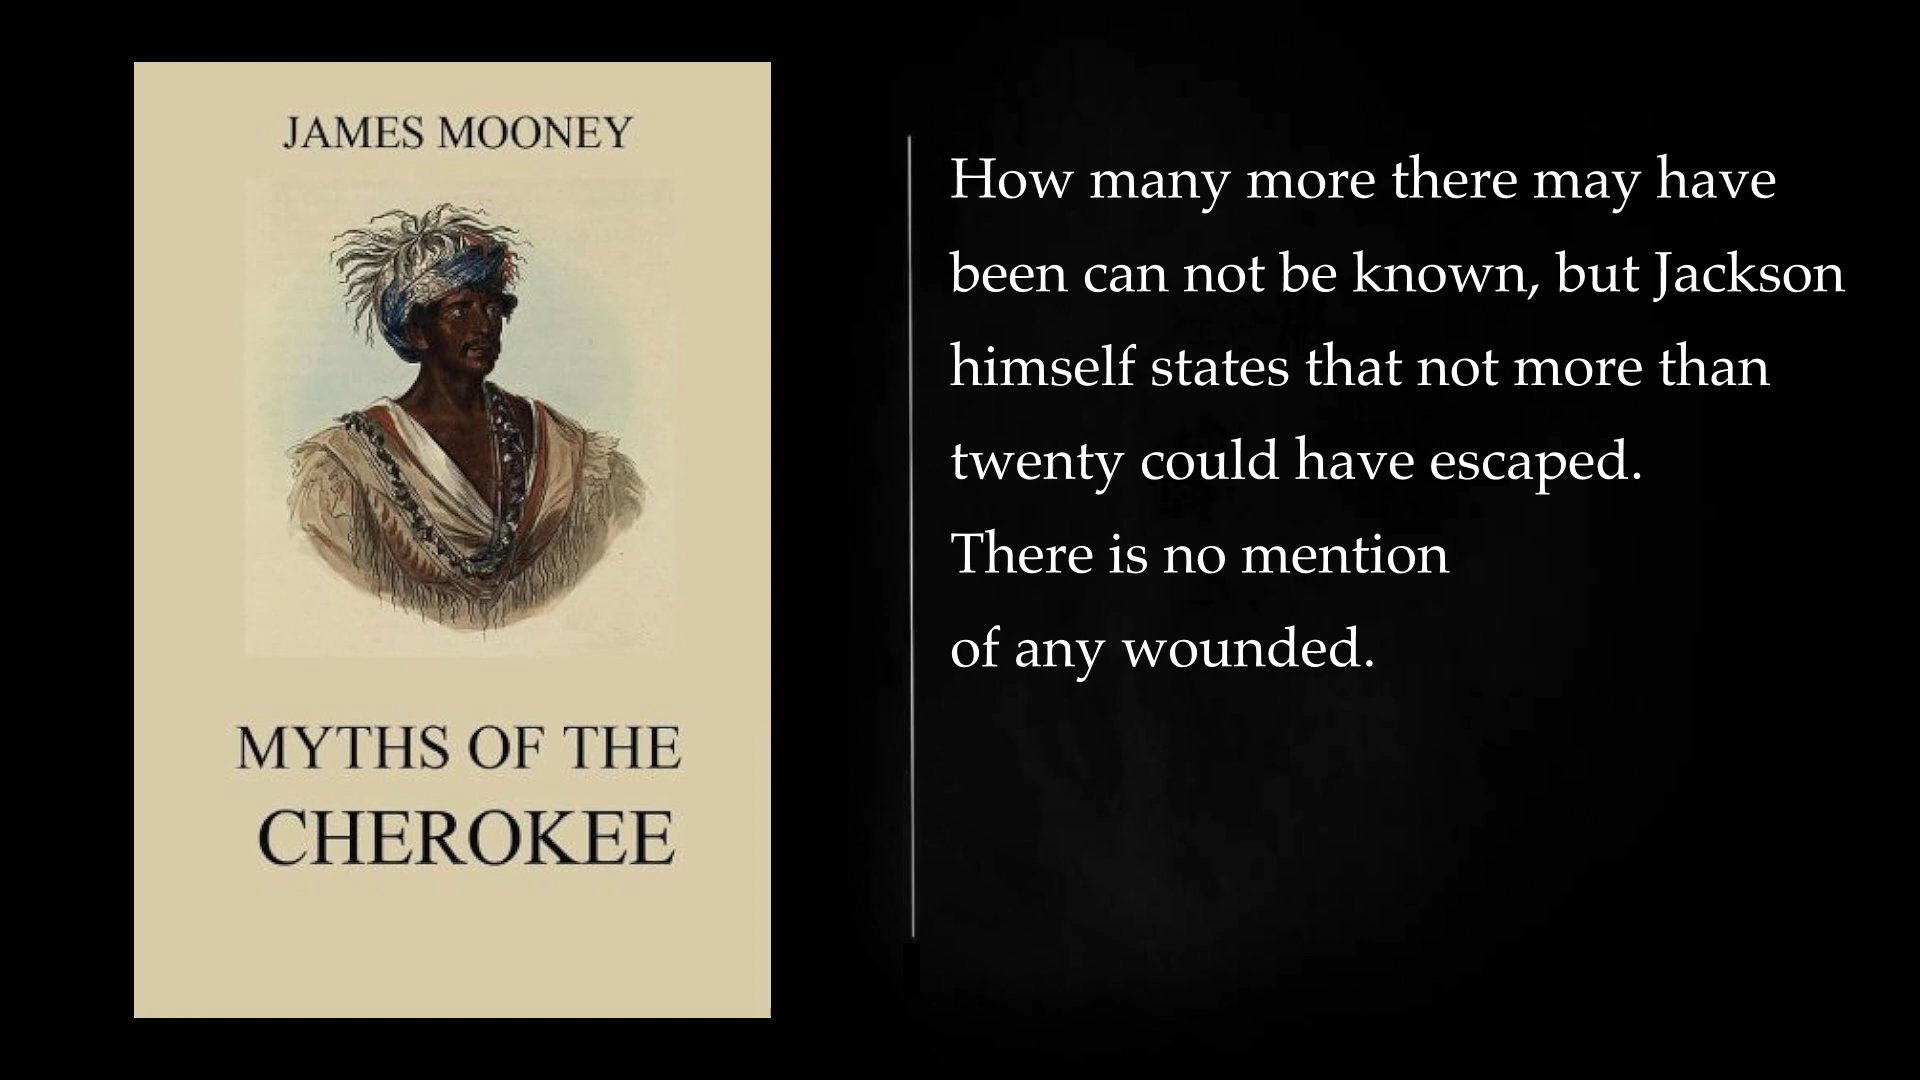 JAMES MOONEY
MYTHS OF THE
CHEROKEE
How many more there may have
been can not be known, but Jackson
himself states that not more than
twenty could have escaped.
There is no mention
of any wounded.